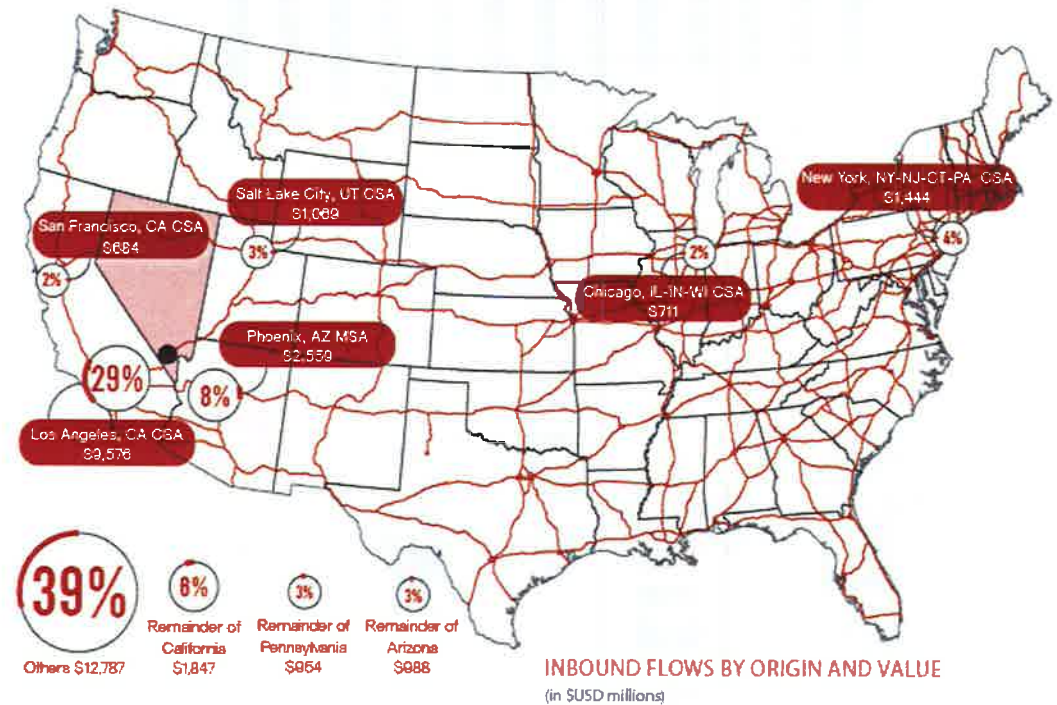 Salt Lake City, UT CSA
$1,069
New York, NY-NJ-CT-PA CSA
$1,444
San Francisco, CA CSA
$684
3%
4%
2%
2%
Chicago, IL-IN-WI CSA
$711
Phoenix, AZ MSA
$2,559
29%
8%
Los Angeles, CA CSA
$9,576
39%
Others $12,787
6%
Remainder of
California
$1,847
3%
Remainder of
Pennsylvania
$954
3%
Remainder of
Arizona
$988
INBOUND FLOWS BY ORIGIN AND VALUE
(in $USD millions)